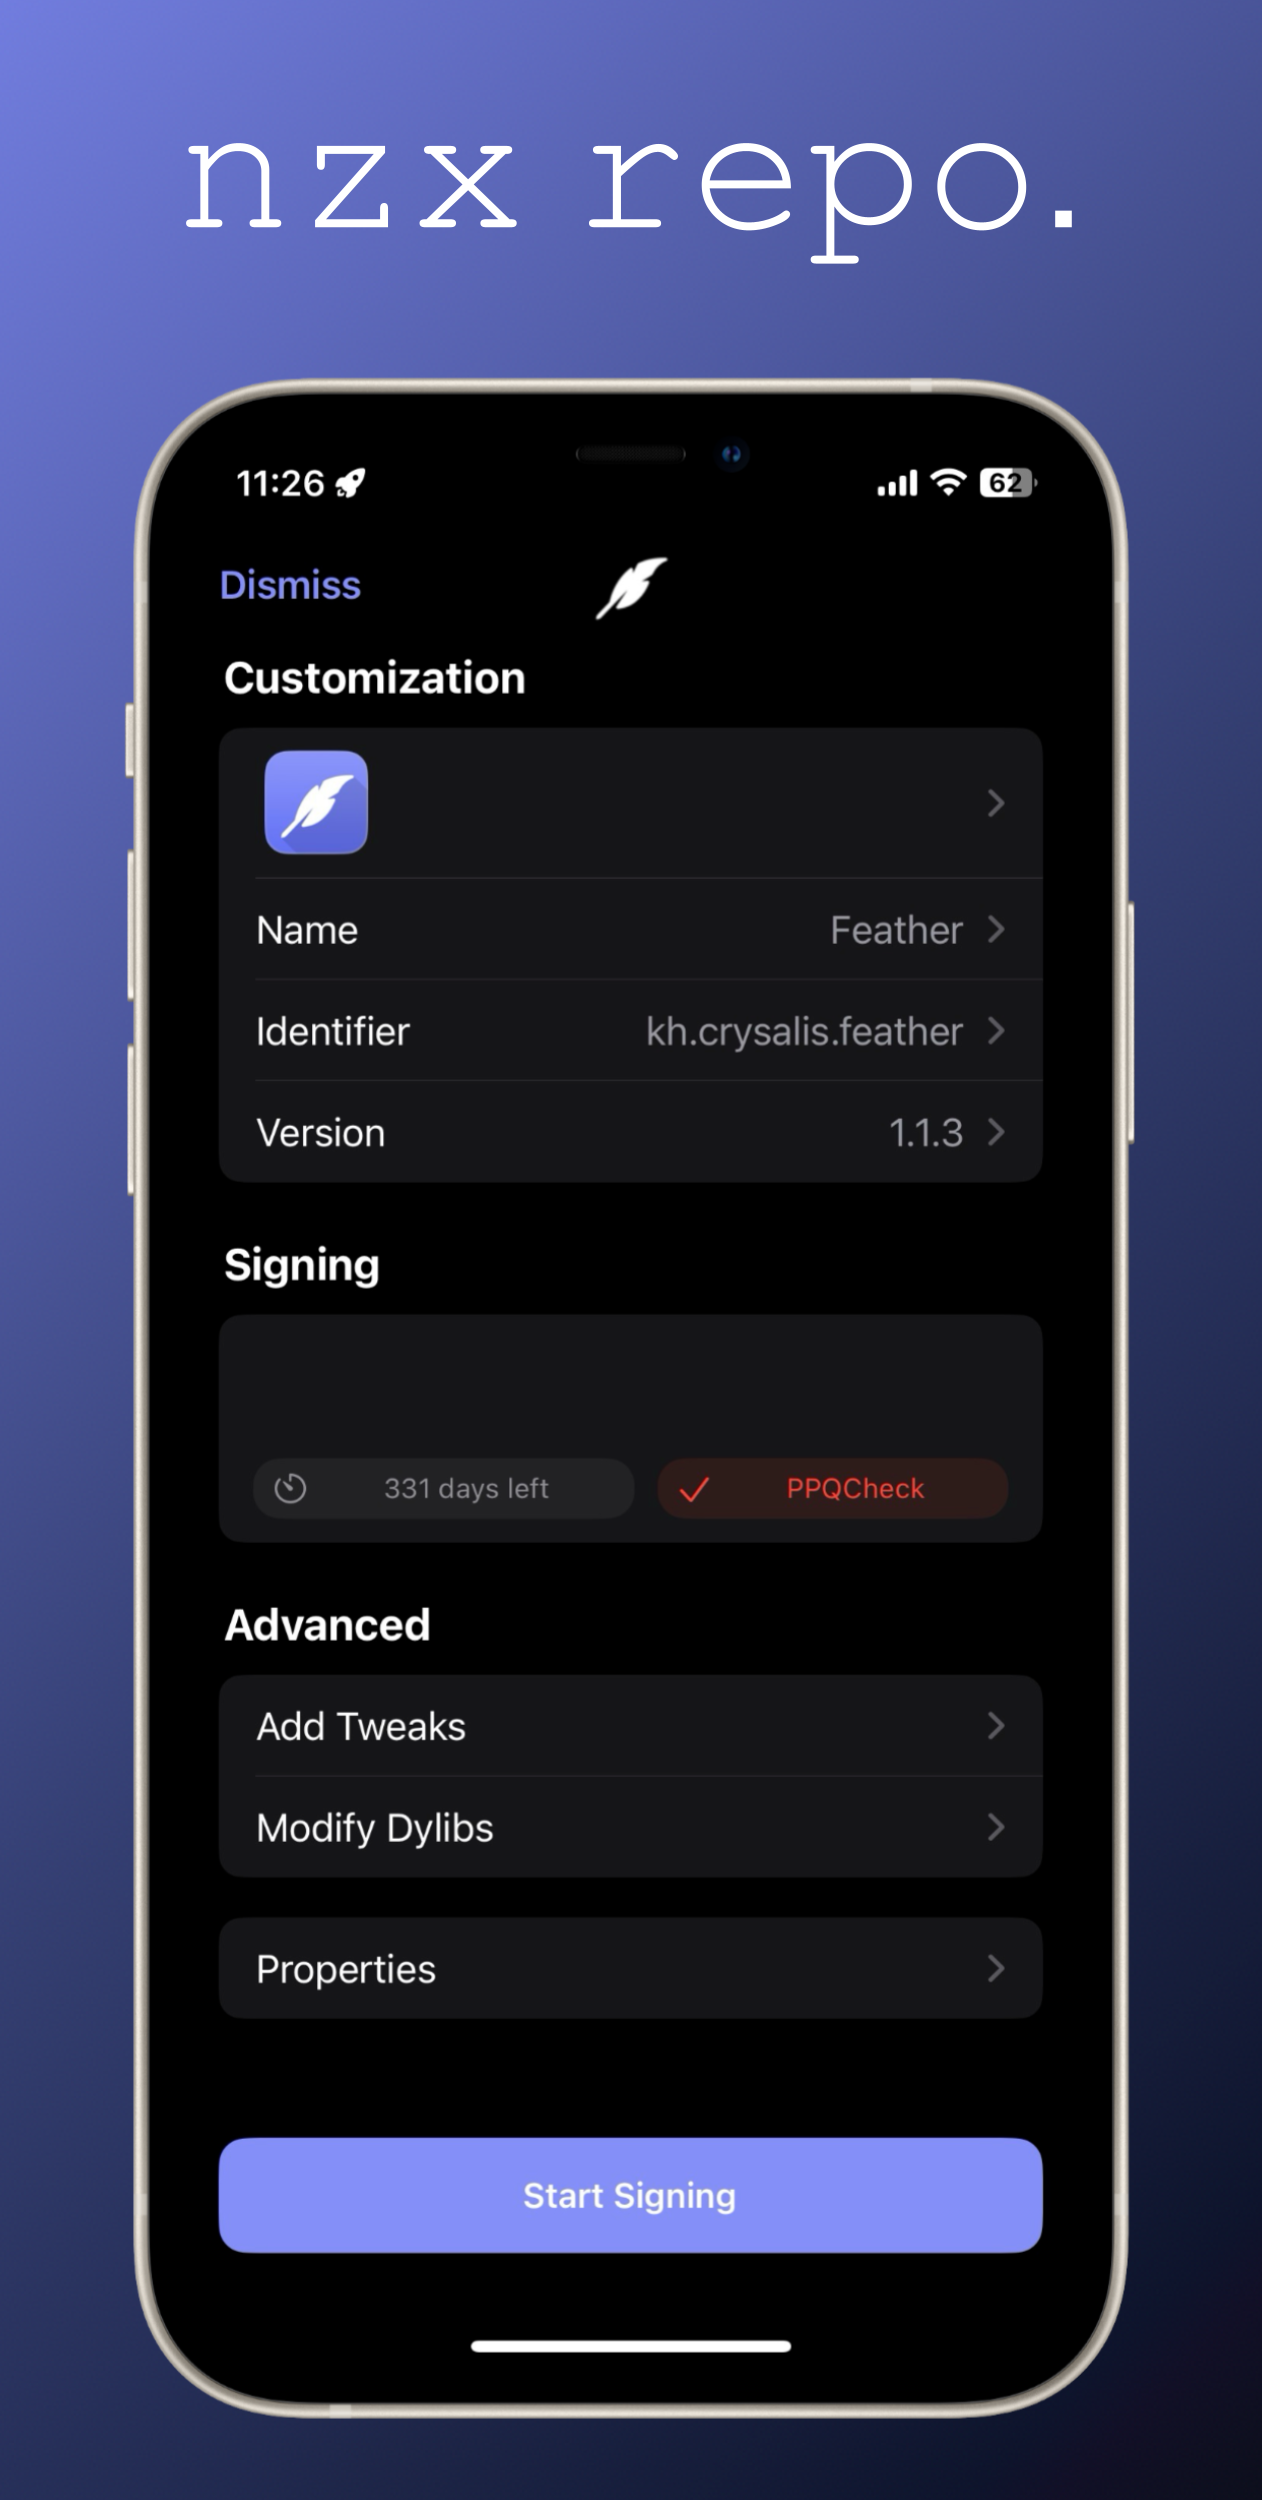 nzx repo.
11:26
62
Dismiss
Customization
Name Feather
Identifier kh.crysalis.feather
Version 1.1.3
Signing
331 days left PPQCheck
Advanced
Add Tweaks
Modify Dylibs
Properties
Start Signing